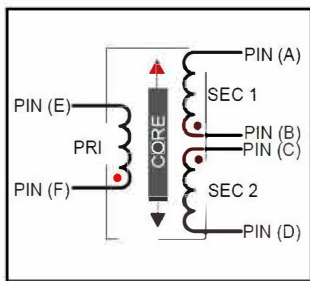 PIN (A)
SEC 1
PIN (E)
PRI
CORE
PIN (B)
PIN (C)
PIN (F)
SEC 2
PIN (D)